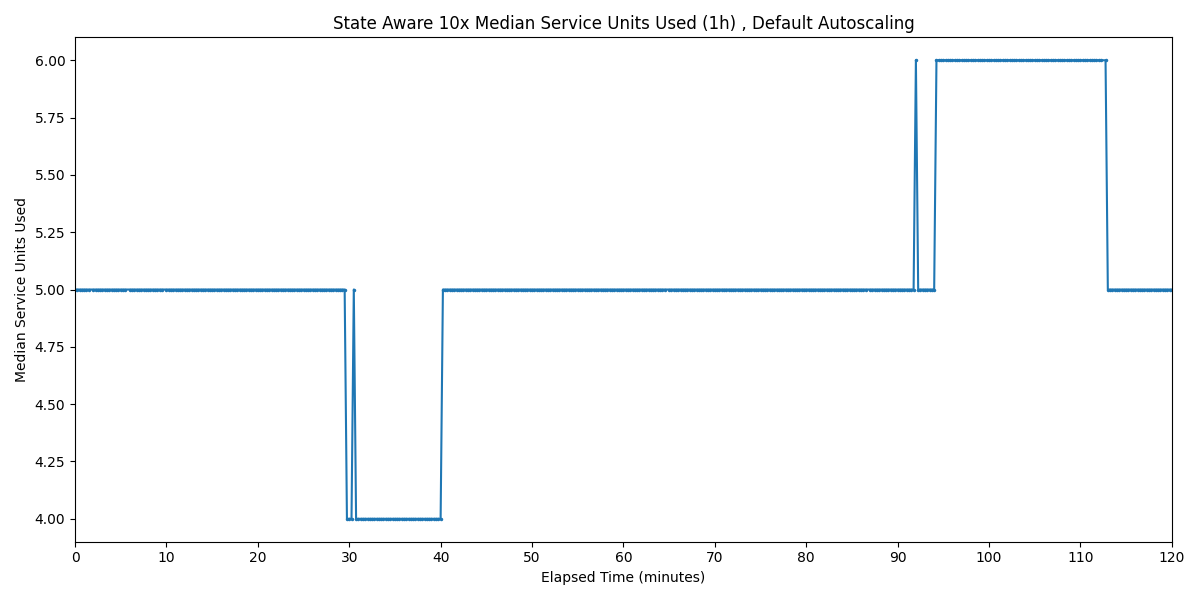 State Aware 10x Median Service Units Used (1h) , Default Autoscaling
Median Service Units Used
6.00
5.75
5.50
5.25
5.00
4.75
4.50
4.25
4.00
0 10 20 30 40 50 60 70 80 90 100 110 120
Elapsed Time (minutes)